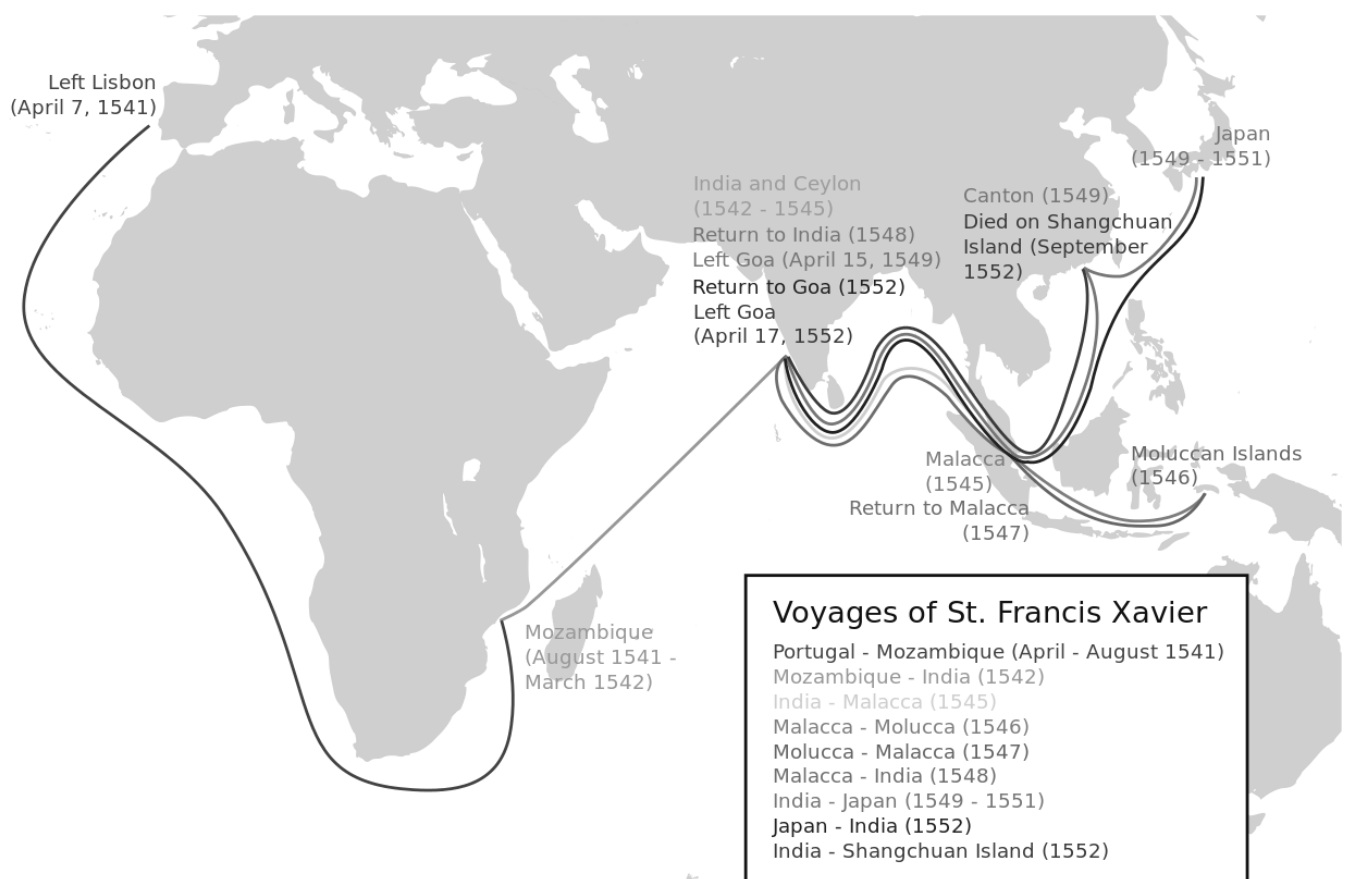 Left Lisbon
(April 7, 1541)
Japan
(1549 - 1551)
India and Ceylon
(1542 - 1545)
Return to India (1548)
Left Goa (April 15, 1549)
Return to Goa (1552)
Left Goa
(April 17, 1552)
Canton (1549)
Died on Shangchuan
Island (September
1552)
Malacca
(1545)
Return to Malacca
(1547)
Moluccan Islands
(1546)
Mozambique
(August 1541 -
March 1542)
Voyages of St. Francis Xavier
Portugal - Mozambique (April - August 1541)
Mozambique - India (1542)
India - Malacca (1545)
Malacca - Molucca (1546)
Molucca - Malacca (1547)
Malacca - India (1548)
India - Japan (1549 - 1551)
Japan - India (1552)
India - Shangchuan Island (1552)